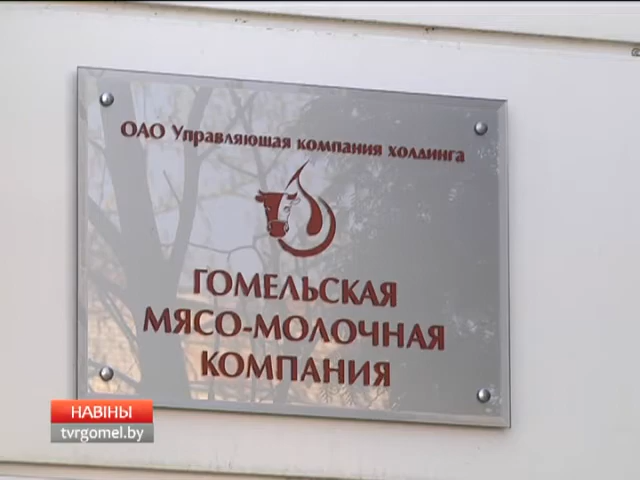 ОАО Управляющая компания холдинга
ГОМЕЛЬСКАЯ
МЯСО-МОЛОЧНАЯ
КОМПАНИЯ
НАВІНЫ
tvrgomel.by